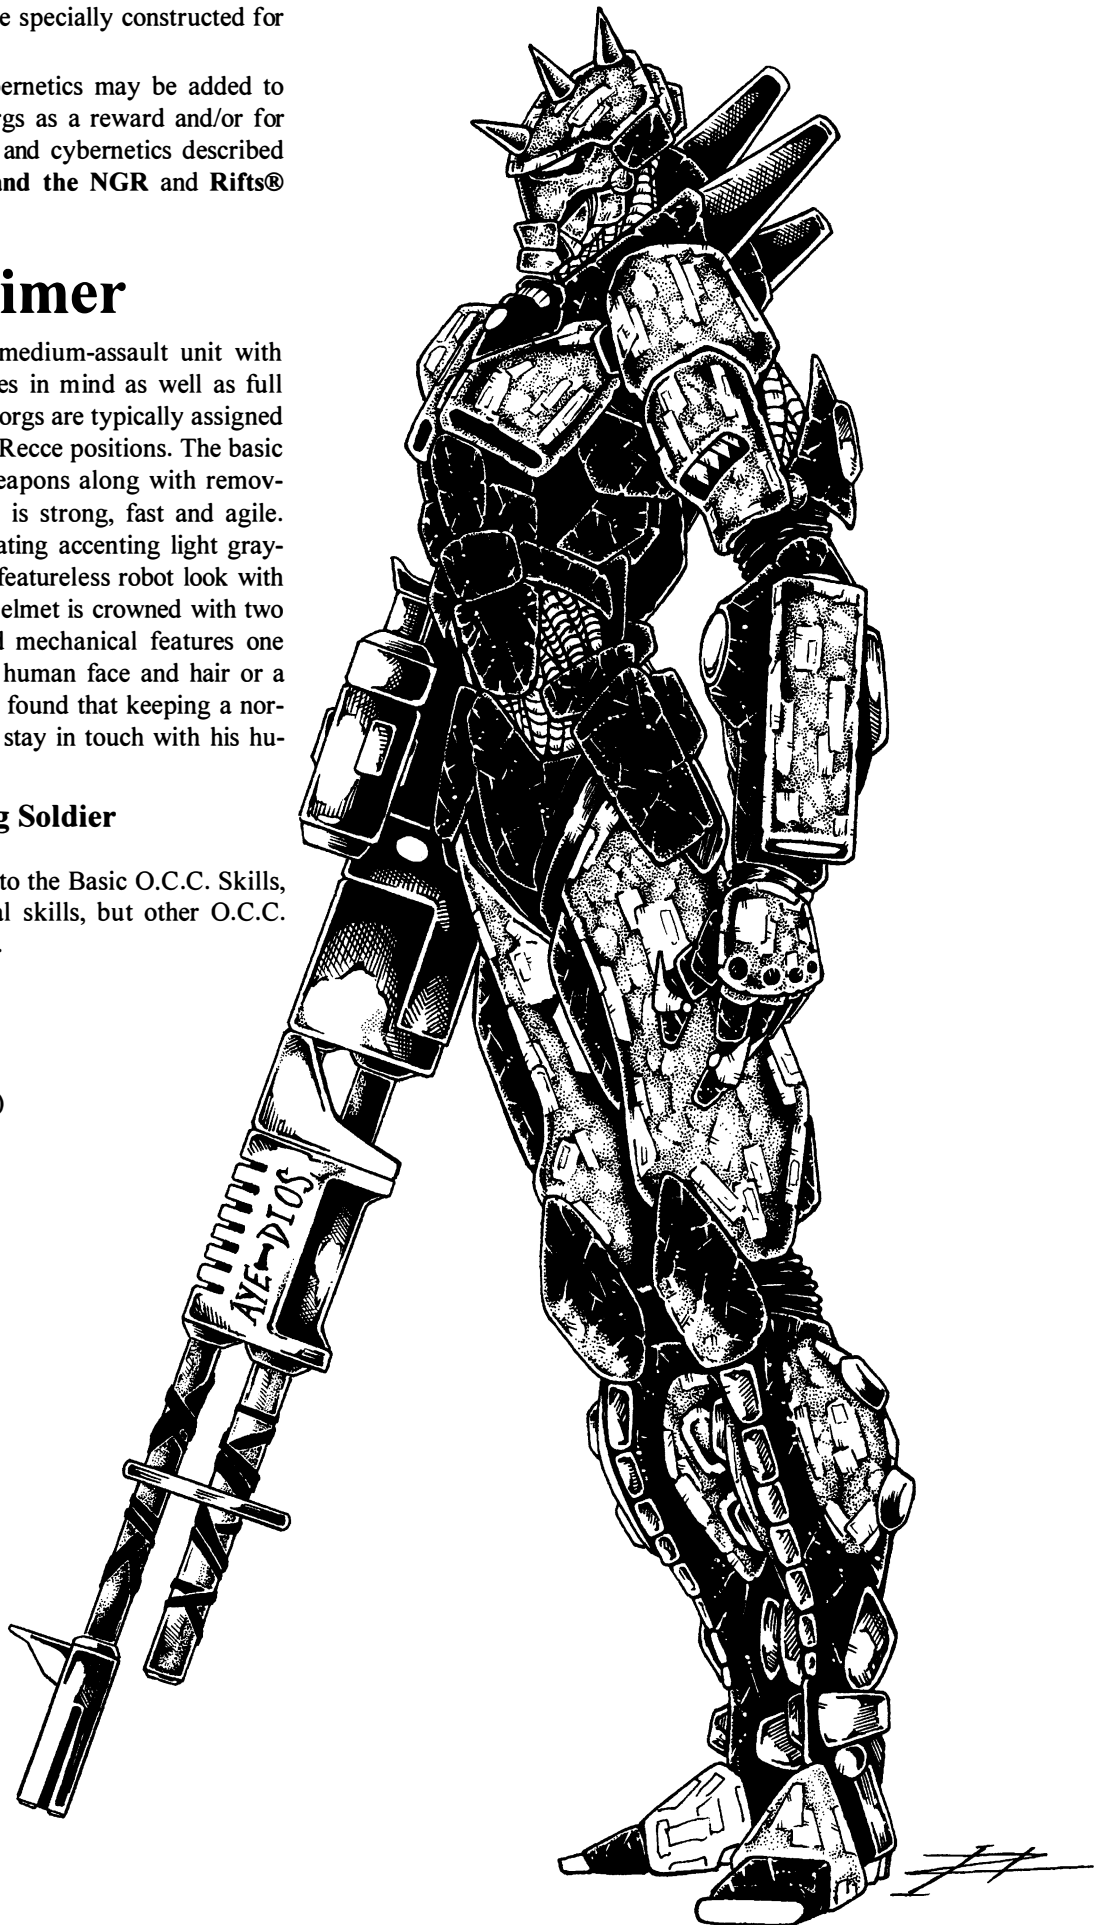 e specially constructed for
bernetics may be added to
rgs as a reward and/or for
and cybernetics described
and the NGR and Rifts®
imer
medium-assault unit with
es in mind as well as full
orgs are typically assigned
Recce positions. The basic
eapons along with remov-
is strong, fast and agile.
ating accenting light gray-
featureless robot look with
elmet is crowned with two
d mechanical features one
human face and hair or a
found that keeping a nor-
stay in touch with his hu-
g Soldier
to the Basic O.C.C. Skills,
al skills, but other O.C.C.
.
)
AYE-DIOS